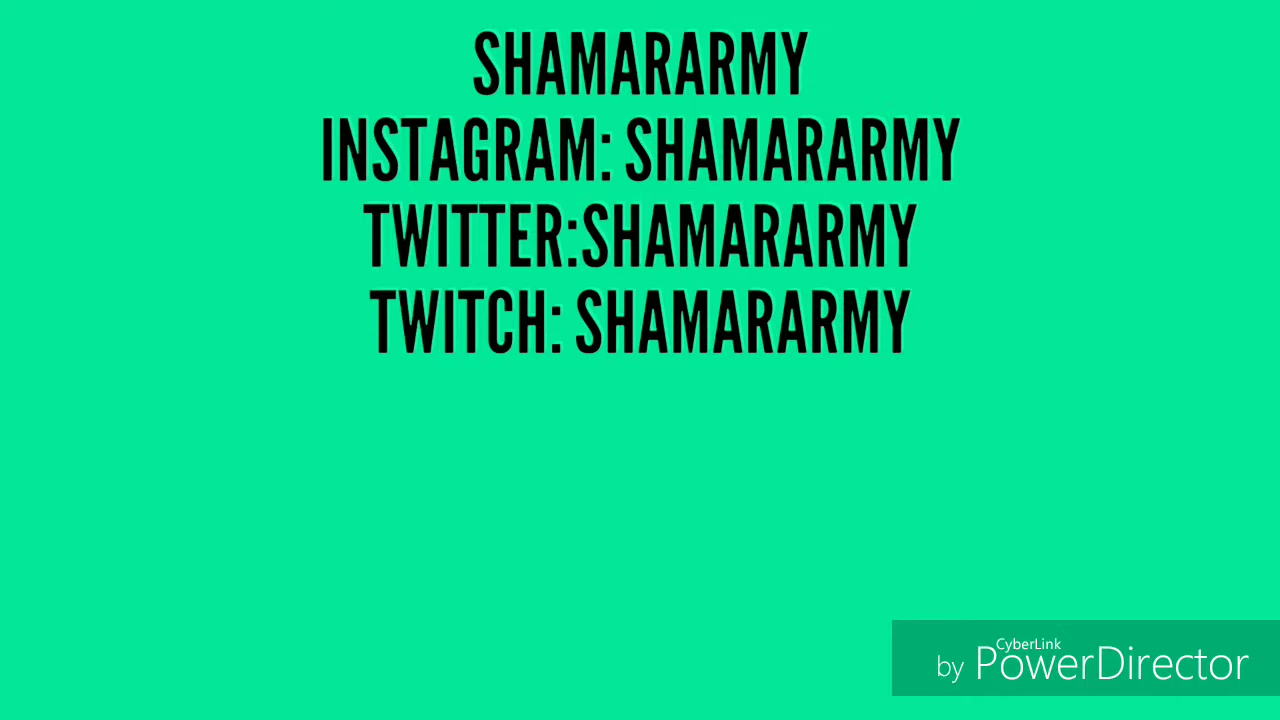 SHAMARARMY
INSTAGRAM: SHAMARARMY
TWITTER:SHAMARARMY
TWITCH: SHAMARARMY
CyberLink
by PowerDirector